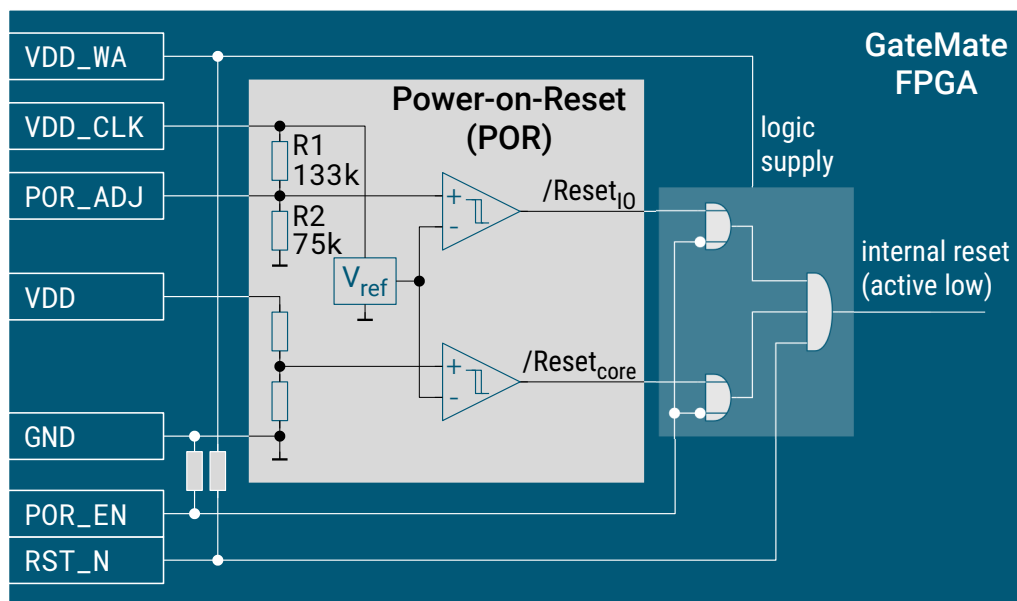 GateMate
FPGA
VDD_WA
VDD_CLK
POR_ADJ
VDD
GND
POR_EN
RST_N
Power-on-Reset
(POR)
R1
133k
R2
75k
Vref
+
-
+
-
/ResetIO
/Resetcore
logic
supply
internal reset
(active low)